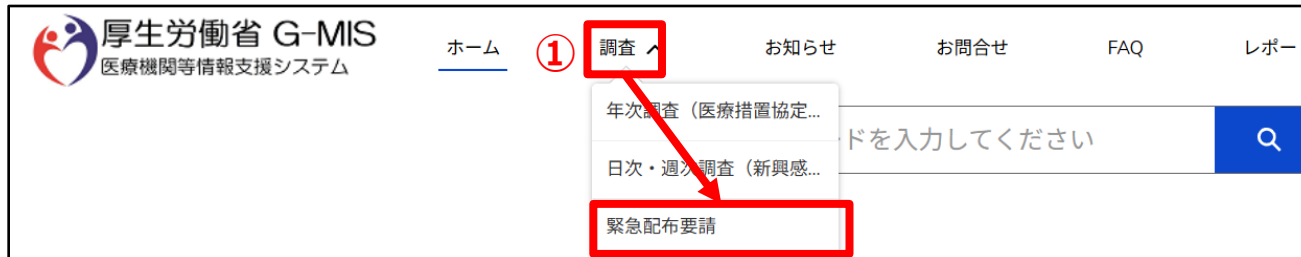 厚生労働省 G-MIS
医療機関等情報支援システム
ホーム
①
調査
お知らせ
お問合せ
FAQ
レポー
年次調査（医療措置協定...
ードを入力してください
日次・週次調査（新興感...
緊急配布要請